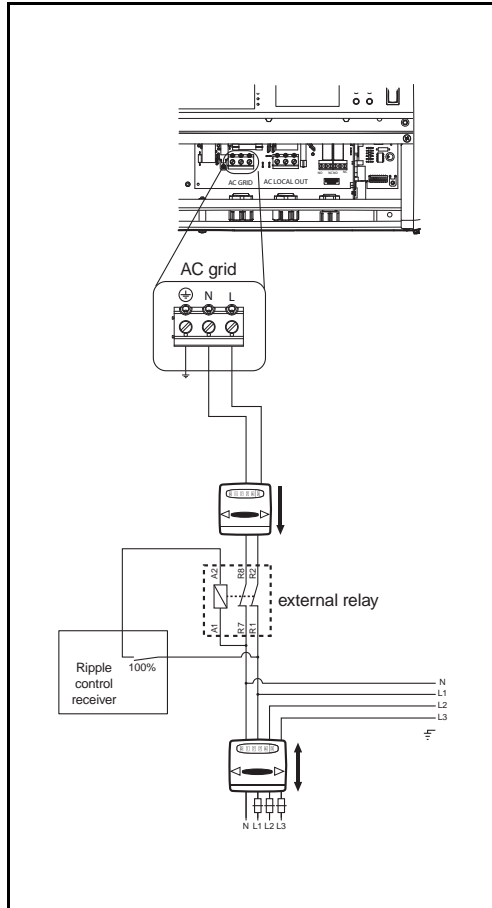 AC GRID AC LOCAL OUT
AC grid
N L
A2 R8 R2
external relay
A1 R7 R1
Ripple
control
receiver
100%
N
L1
L2
L3
N L1 L2 L3